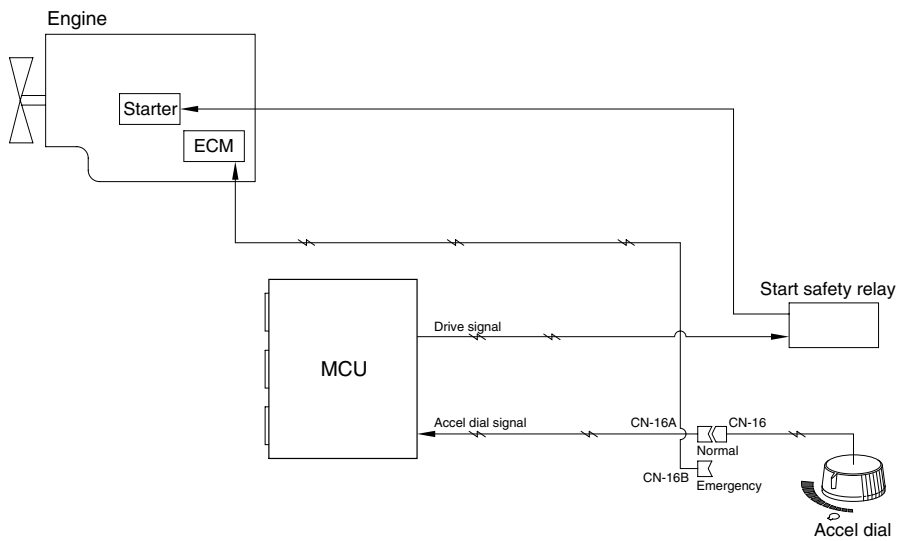 Engine
Starter
ECM
Start safety relay
Drive signal
MCU
Accel dial signal
CN-16A
CN-16
Normal
CN-16B
Emergency
Accel dial